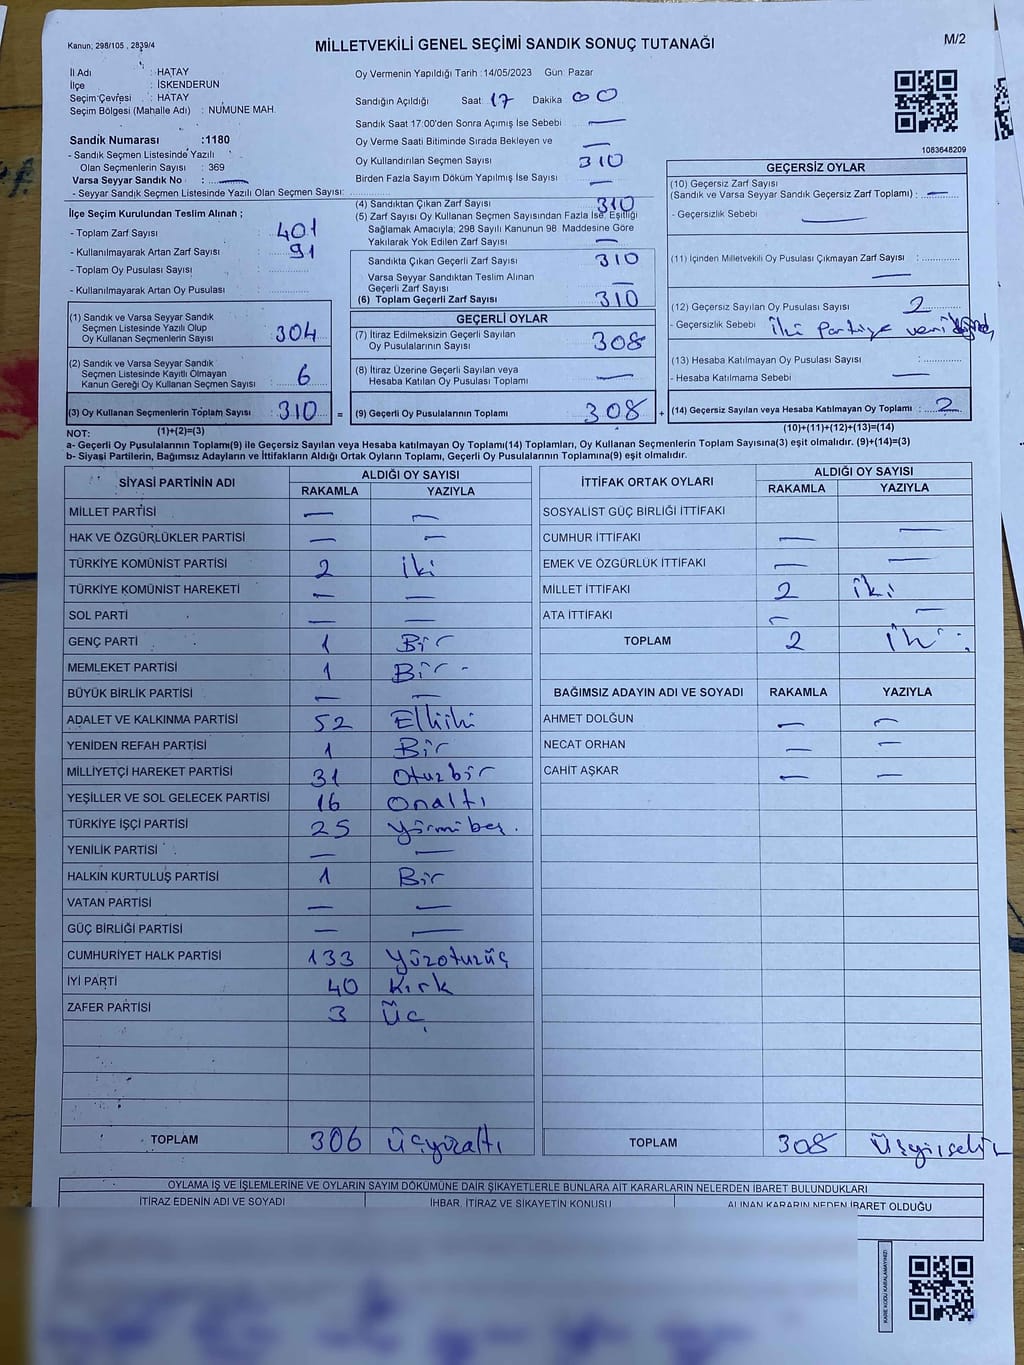 Kanun; 298/105 , 2839/4
MİLLETVEKİLİ GENEL SEÇİMİ SANDIK SONUÇ TUTANAĞI
M/2
İl Adı : HATAY
İlçe : İSKENDERUN
Seçim Çevresi : HATAY
Seçim Bölgesi (Mahalle Adı) : NUMUNE MAH.
Oy Vermenin Yapıldığı Tarih :14/05/2023 Gün: Pazar
Sandığın Açıldığı Saat: 17 Dakika 00
Sandık Saat 17:00'den Sonra Açımış İse Sebebi —
Oy Verme Saati Bitiminde Sırada Bekleyen ve —
Oy Kullandırılan Seçmen Sayısı 310
Birden Fazla Sayım Döküm Yapılmış İse Sayısı —
1083648209
Sandık Numarası :1180
- Sandık Seçmen Listesinde Yazılı
Olan Seçmenlerin Sayısı : 369
Varsa Seyyar Sandık No : —
- Seyyar Sandık Seçmen Listesinde Yazılı Olan Seçmen Sayısı:
İlçe Seçim Kurulundan Teslim Alınan ;
- Toplam Zarf Sayısı : 401
- Kullanılmayarak Artan Zarf Sayısı : 91
- Toplam Oy Pusulası Sayısı :
- Kullanılmayarak Artan Oy Pusulası :
(1) Sandık ve Varsa Seyyar Sandık
Seçmen Listesinde Yazılı Olup
Oy Kullanan Seçmenlerin Sayısı : 304
(2) Sandık ve Varsa Seyyar Sandık
Seçmen Listesinde Kayıtlı Olmayan
Kanun Gereği Oy Kullanan Seçmen Sayısı : 6
(3) Oy Kullanan Seçmenlerin Toplam Sayısı : 310 =
(1)+(2)=(3)
(4) Sandıktan Çıkan Zarf Sayısı 310
(5) Zarf Sayısı Oy Kullanan Seçmen Sayısından Fazla İse, Eşitliği
Sağlamak Amacıyla; 298 Sayılı Kanunun 98. Maddesine Göre
Yakılarak Yok Edilen Zarf Sayısı —
Sandıkta Çıkan Geçerli Zarf Sayısı 310
Varsa Seyyar Sandıktan Teslim Alınan
Geçerli Zarf Sayısı —
(6) Toplam Geçerli Zarf Sayısı 310
GEÇERLİ OYLAR
(7) İtiraz Edilmeksizin Geçerli Sayılan
Oy Pusulalarının Sayısı 308
(8) İtiraz Üzerine Geçerli Sayılan veya
Hesaba Katılan Oy Pusulası Toplamı —
(9) Geçerli Oy Pusulalarının Toplamı 308 +
GEÇERSİZ OYLAR
(10) Geçersiz Zarf Sayısı
(Sandık ve Varsa Seyyar Sandık Geçersiz Zarf Toplamı) : —
- Geçersizlik Sebebi : —
(11) İçinden Milletvekili Oy Pusulası Çıkmayan Zarf Sayısı : —
(12) Geçersiz Sayılan Oy Pusulası Sayısı 2
- Geçersizlik Sebebi : İki Partiye
(13) Hesaba Katılmayan Oy Pusulası Sayısı :
- Hesaba Katılmama Sebebi : —
(14) Geçersiz Sayılan veya Hesaba Katılmayan Oy Toplamı : 2
(10)+(11)+(12)+(13)=(14)
NOT:
a- Geçerli Oy Pusulalarının Toplam(9) ile Geçersiz Sayılan veya Hesaba katılmayan Oy Toplamı(14) Toplamları, Oy Kullanan Seçmenlerin Toplam Sayısına(3) eşit olmalıdır. (9)+(14)=(3)
b- Siyasi Partilerin, Bağımsız Adayların ve İttifakların Aldığı Ortak Oyların Toplamı, Geçerli Oy Pusulalarının Toplamına(9) eşit olmalıdır.
SİYASİ PARTİNİN ADI ALDIĞI OY SAYISI
RAKAMLA YAZIYLA
MİLLET PARTİSİ — —
HAK VE ÖZGÜRLÜKLER PARTİSİ — —
TÜRKİYE KOMÜNİST PARTİSİ 2 iki
TÜRKİYE KOMÜNİST HAREKETİ — —
SOL PARTİ — —
GENÇ PARTİ 1 Bir
MEMLEKET PARTİSİ 1 Bir -
BÜYÜK BİRLİK PARTİSİ — —
ADALET VE KALKINMA PARTİSİ 52 Elliiki
YENİDEN REFAH PARTİSİ 1 Bir
MİLLİYETÇİ HAREKET PARTİSİ 31 Otuzbir
YEŞİLLER VE SOL GELECEK PARTİSİ 16 Onaltı
TÜRKİYE İŞÇİ PARTİSİ 25 Yirmibeş.
YENİLİK PARTİSİ — —
HALKIN KURTULUŞ PARTİSİ 1 Bir
VATAN PARTİSİ — —
GÜÇ BİRLİĞİ PARTİSİ — —
CUMHURİYET HALK PARTİSİ 133 Yüzotuzüç
İYİ PARTİ 40 Kırk
ZAFER PARTİSİ 3 Üç
TOPLAM 306 Üçyüzaltı
İTTİFAK ORTAK OYLARI ALDIĞI OY SAYISI
RAKAMLA YAZIYLA
SOSYALIST GÜÇ BİRLİĞİ İTTİFAKI
CUMHUR İTTİFAKI — —
EMEK VE ÖZGÜRLÜK İTTİFAKI — —
MİLLET İTTİFAKI 2 iki
ATA İTTİFAKI — —
TOPLAM 2 iki
BAĞIMSIZ ADAYIN ADI VE SOYADI RAKAMLA YAZIYLA
AHMET DOLĞUN — —
NECAT ORHAN — —
CAHİT AŞKAR — —
TOPLAM 308
OYLAMA İŞ VE İŞLEMLERİNE VE OYLARIN SAYIM DÖKÜMÜNE DAİR ŞİKAYETLERLE BUNLARA AİT KARARLARIN NELERDEN İBARET BULUNDUKLARI
İTİRAZ EDENİN ADI VE SOYADI İHBAR, İTİRAZ VE ŞİKAYETİN KONUSU ALINAN KARARIN NEDEN İBARET OLDUĞU